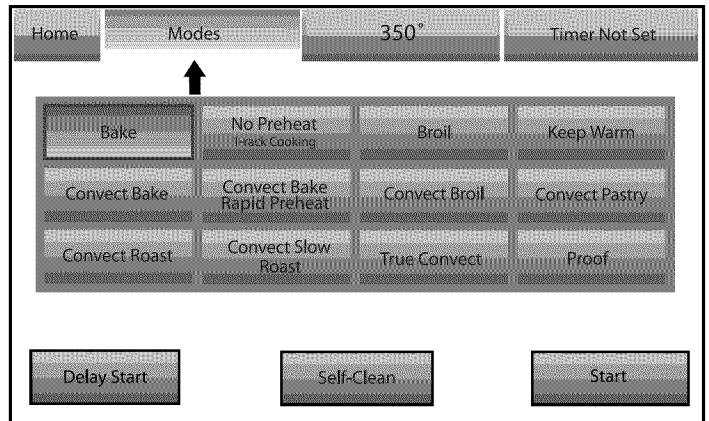 Home Modes 350° Timer Not Set
Bake No Preheat Broil Keep Warm
1-rack Cooking
Convect Bake Convect Bake Convect Broil Convect Pastry
Rapid Preheat
Convect Roast Convect Slow True Convect Proof
Roast
Delay Start Self-Clean Start